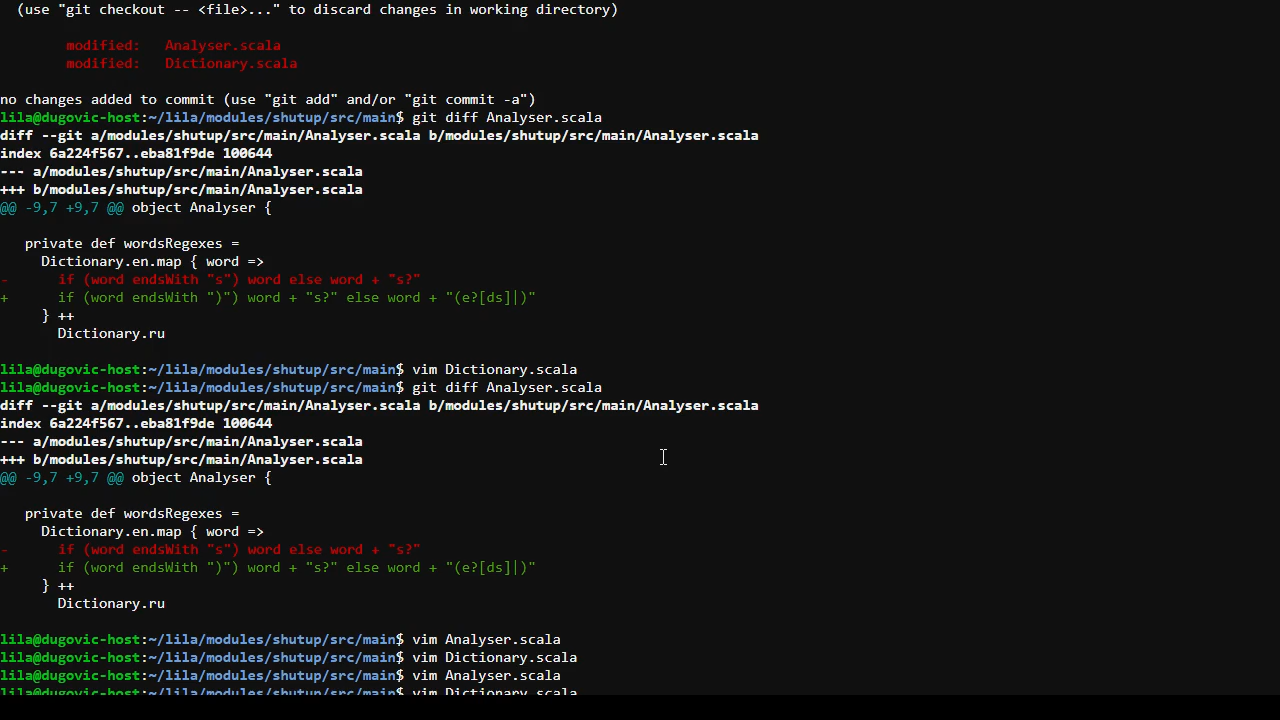 (use "git checkout -- <file>..." to discard changes in working directory)
modified:   Analyser.scala
modified:   Dictionary.scala
no changes added to commit (use "git add" and/or "git commit -a")
lila@dugovic-host:~/lila/modules/shutup/src/main$ git diff Analyser.scala
diff --git a/modules/shutup/src/main/Analyser.scala b/modules/shutup/src/main/Analyser.scala
index 6a224f567..eba81f9de 100644
--- a/modules/shutup/src/main/Analyser.scala
+++ b/modules/shutup/src/main/Analyser.scala
@@ -9,7 +9,7 @@ object Analyser {
private def wordsRegexes =
Dictionary.en.map { word =>
-      if (word endsWith "s") word else word + "s?"
+      if (word endsWith ")") word + "s?" else word + "(e?[ds]|)"
} ++
Dictionary.ru
lila@dugovic-host:~/lila/modules/shutup/src/main$ vim Dictionary.scala
lila@dugovic-host:~/lila/modules/shutup/src/main$ git diff Analyser.scala
diff --git a/modules/shutup/src/main/Analyser.scala b/modules/shutup/src/main/Analyser.scala
index 6a224f567..eba81f9de 100644
--- a/modules/shutup/src/main/Analyser.scala
+++ b/modules/shutup/src/main/Analyser.scala
@@ -9,7 +9,7 @@ object Analyser {
private def wordsRegexes =
Dictionary.en.map { word =>
-      if (word endsWith "s") word else word + "s?"
+      if (word endsWith ")") word + "s?" else word + "(e?[ds]|)"
} ++
Dictionary.ru
lila@dugovic-host:~/lila/modules/shutup/src/main$ vim Analyser.scala
lila@dugovic-host:~/lila/modules/shutup/src/main$ vim Dictionary.scala
lila@dugovic-host:~/lila/modules/shutup/src/main$ vim Analyser.scala
lila@dugovic-host:~/lila/modules/shutup/src/main$ vim Dictionary.scala